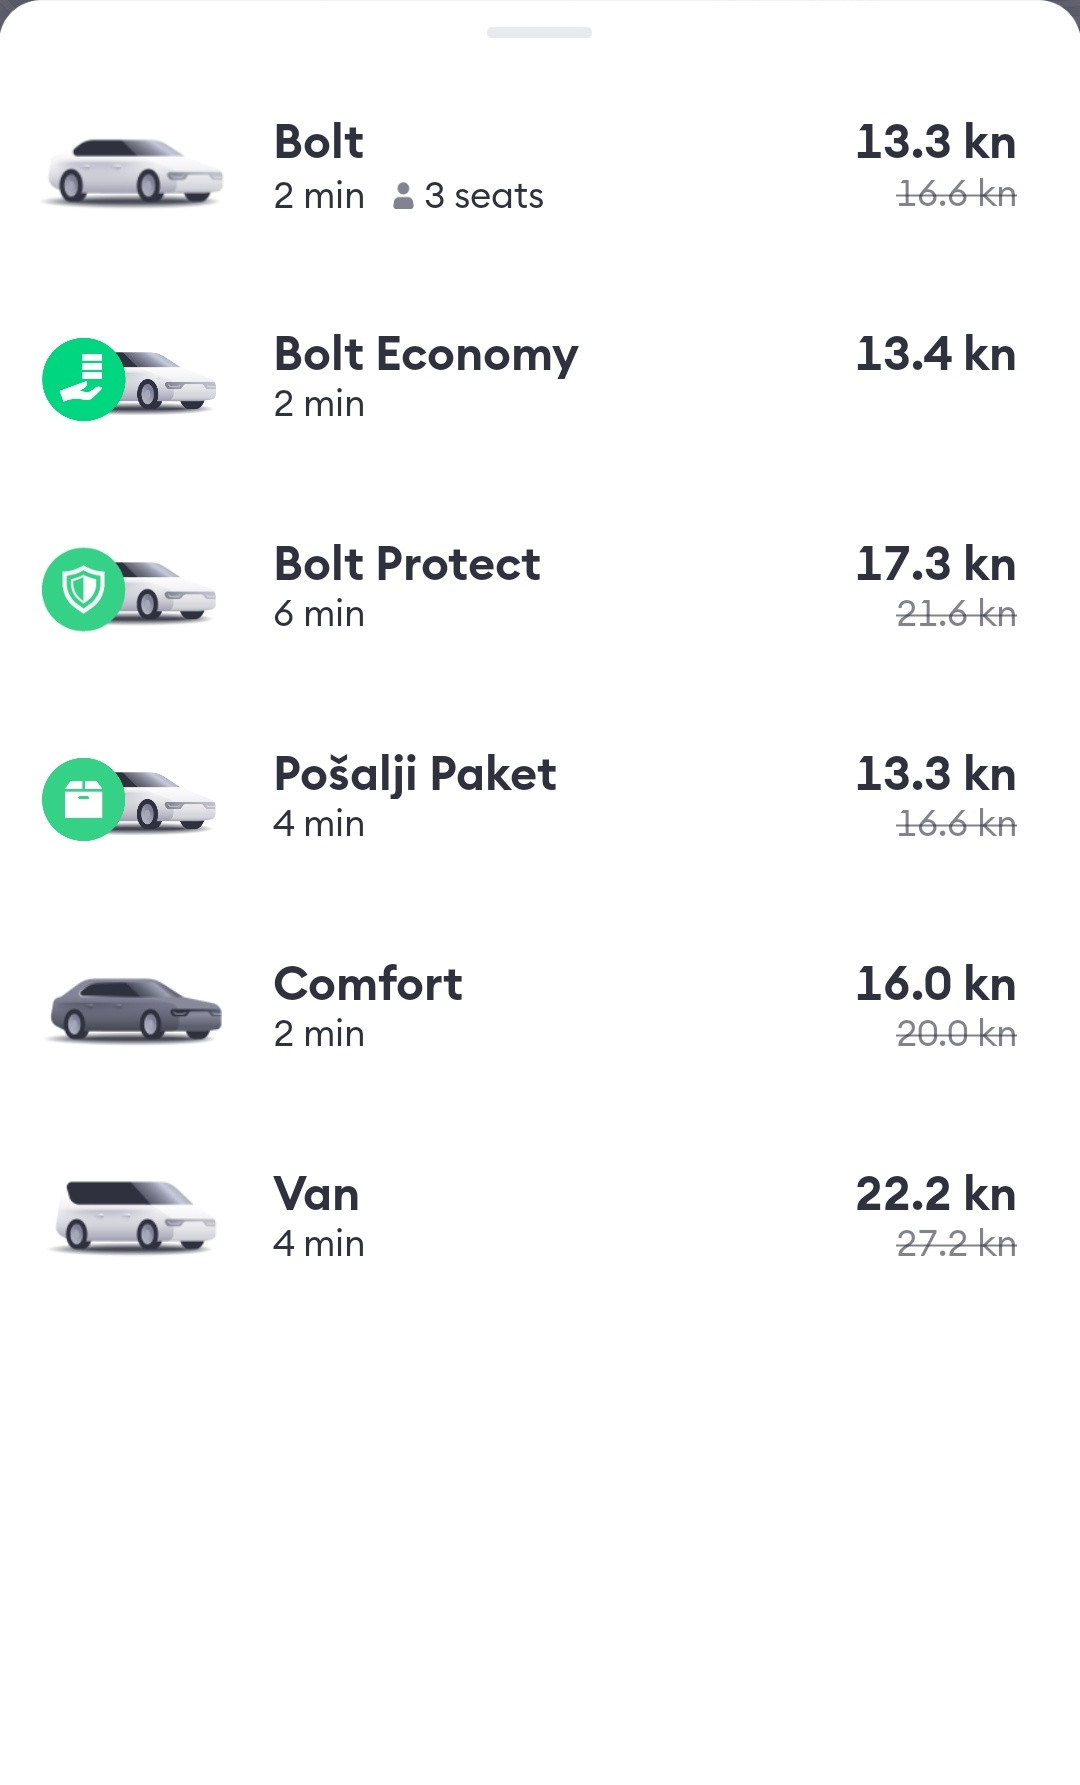 Bolt 13.3 kn
2 min 3 seats 16.6 kn
Bolt Economy 13.4 kn
2 min
Bolt Protect 17.3 kn
6 min 21.6 kn
Pošalji Paket 13.3 kn
4 min 16.6 kn
Comfort 16.0 kn
2 min 20.0 kn
Van 22.2 kn
4 min 27.2 kn